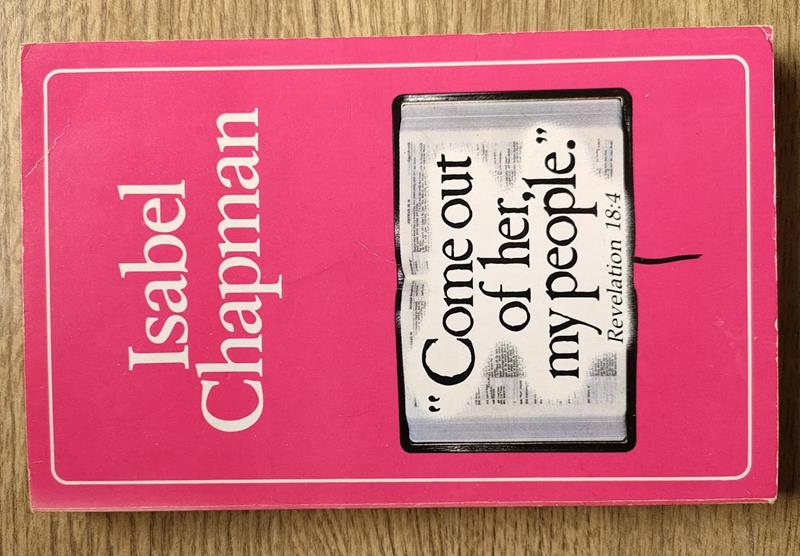 Isabel
Chapman
“Come out
of her,
my people.”
Revelation 18:4